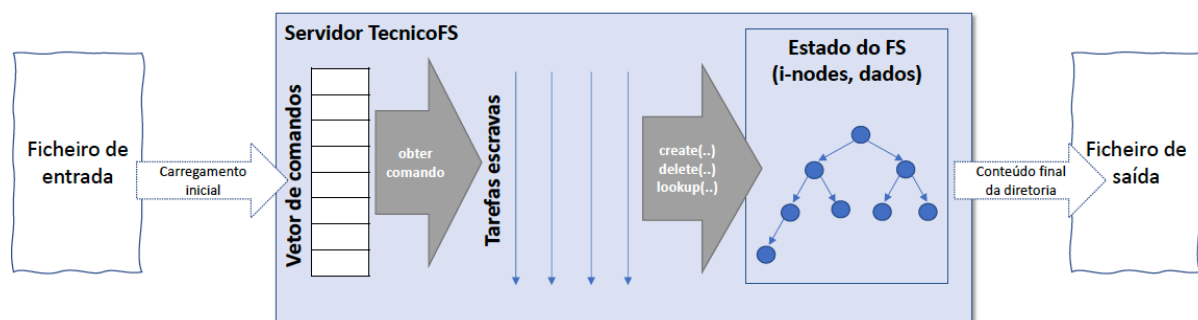 Servidor TecnicoFS
Ficheiro de
entrada
Carregamento
inicial
Vetor de comandos
obter
comando
Tarefas escravas
create(..)
delete(..)
lookup(..)
Estado do FS
(i-nodes, dados)
Conteúdo final
da diretoria
Ficheiro de
saída